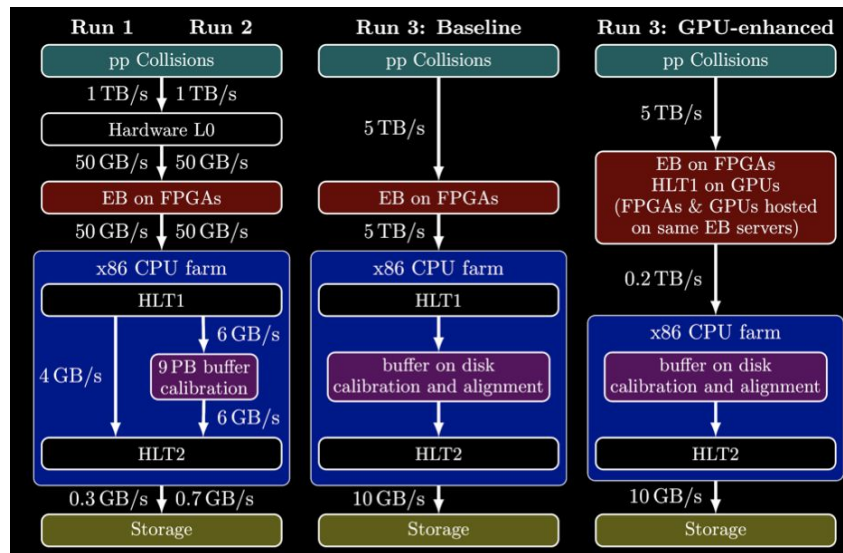 Run 1 Run 2
pp Collisions
1 TB/s 1 TB/s
Hardware L0
50 GB/s 50 GB/s
EB on FPGAs
50 GB/s 50 GB/s
x86 CPU farm
HLT1
6 GB/s
4 GB/s
9 PB buffer
calibration
6 GB/s
HLT2
0.3 GB/s 0.7 GB/s
Storage
Run 3: Baseline
pp Collisions
5 TB/s
EB on FPGAs
5 TB/s
x86 CPU farm
HLT1
buffer on disk
calibration and alignment
HLT2
10 GB/s
Storage
Run 3: GPU-enhanced
pp Collisions
5 TB/s
EB on FPGAs
HLT1 on GPUs
(FPGAs & GPUs hosted
on same EB servers)
0.2 TB/s
x86 CPU farm
buffer on disk
calibration and alignment
HLT2
10 GB/s
Storage